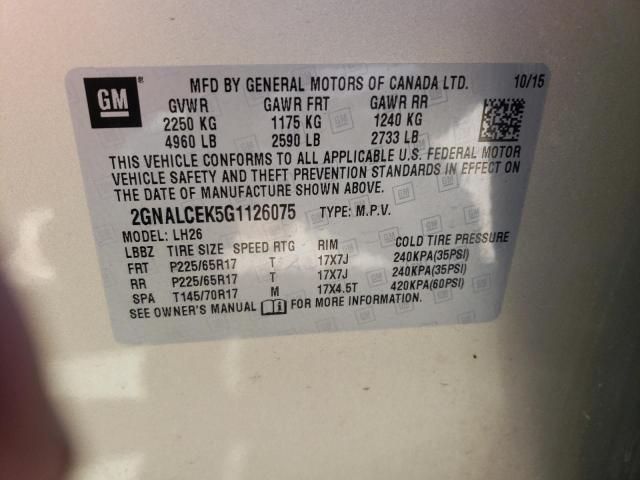 GM
MFD BY GENERAL MOTORS OF CANADA LTD. 10/15
GVWR GAWR FRT GAWR RR
2250 KG 1175 KG 1240 KG
4960 LB 2590 LB 2733 LB
THIS VEHICLE CONFORMS TO ALL APPLICABLE U.S. FEDERAL MOTOR
VEHICLE SAFETY AND THEFT PREVENTION STANDARDS IN EFFECT ON
THE DATE OF MANUFACTURE SHOWN ABOVE.
2GNALCEK5G1126075 TYPE: M.P.V.
MODEL: LH26
LBBZ TIRE SIZE SPEED RTG RIM COLD TIRE PRESSURE
FRT P225/65R17 T 17X7J 240KPA(35PSI)
RR P225/65R17 T 17X7J 240KPA(35PSI)
SPA T145/70R17 M 17X4.5T 420KPA(60PSI)
SEE OWNER'S MANUAL FOR MORE INFORMATION.